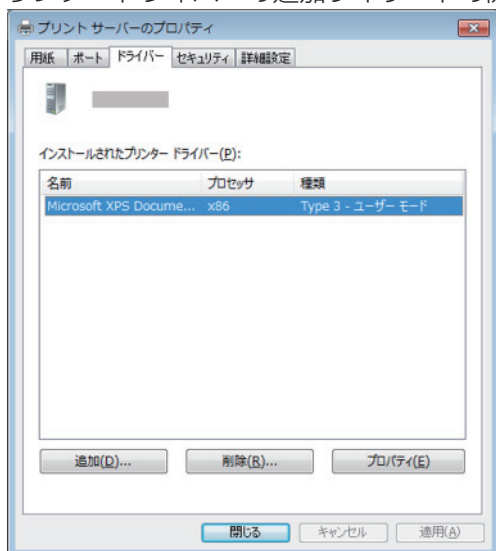 プリント サーバーのプロパティ
用紙 ポート ドライバー セキュリティ 詳細設定
インストールされたプリンター ドライバー(P):
名前 プロセッサ 種類
Microsoft XPS Docume... x86 Type 3 - ユーザー モード
追加(D)... 削除(R)... プロパティ(E)
閉じる キャンセル 適用(A)